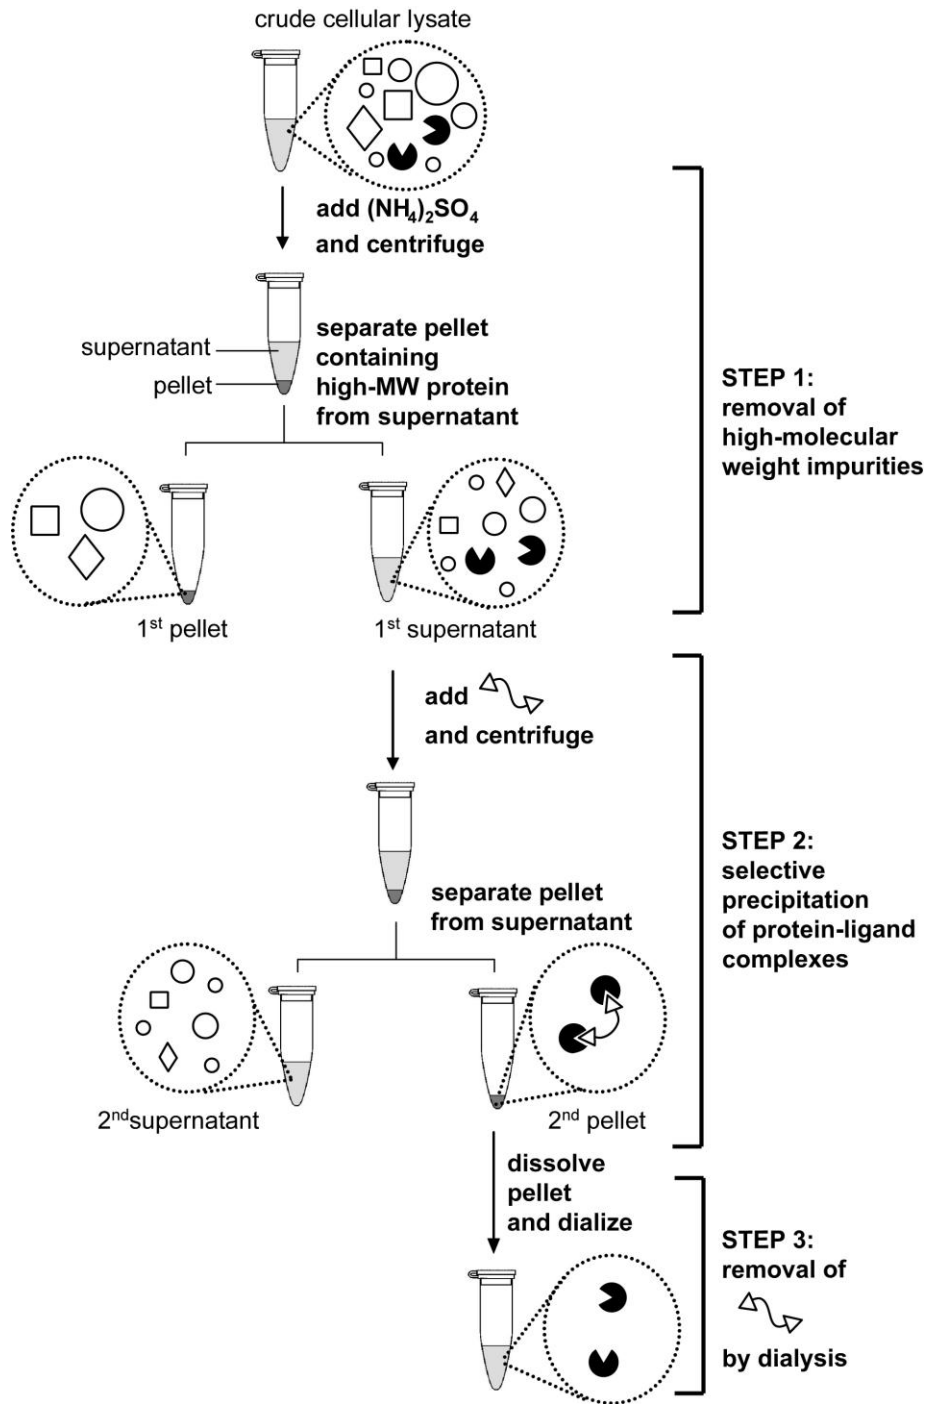 crude cellular lysate
add (NH₄)₂SO₄
and centrifuge
supernatant
pellet
separate pellet
containing
high-MW protein
from supernatant
STEP 1:
removal of
high-molecular
weight impurities
1ˢᵗ pellet
1ˢᵗ supernatant
add
and centrifuge
separate pellet
from supernatant
STEP 2:
selective
precipitation
of protein-ligand
complexes
2ⁿᵈsupernatant
2ⁿᵈ pellet
dissolve
pellet
and dialize
STEP 3:
removal of
by dialysis